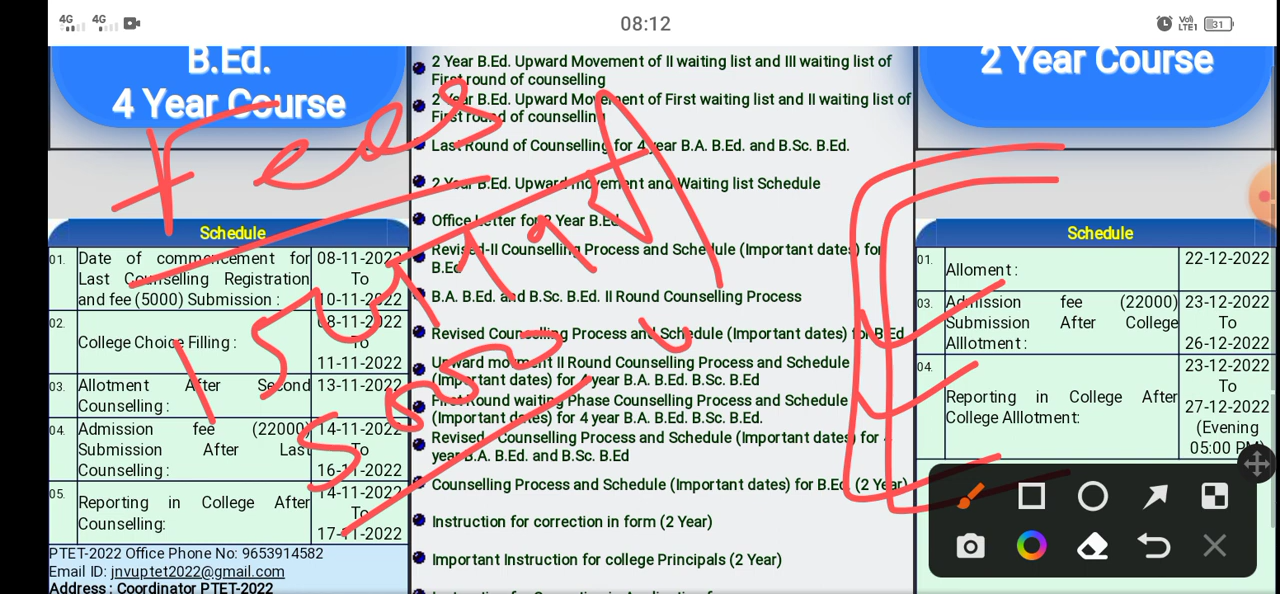 4G 4G 08:12 Vo) LTE1 31
B.Ed.
4 Year Course
Schedule
01. Date of commencement for Last Counselling Registration and fee (5000) Submission : 08-11-2022 To 10-11-2022
02. College Choice Filling : 08-11-2022 To 11-11-2022
03. Allotment After Second Counselling : 13-11-2022
04. Admission fee (22000) Submission After Last Counselling : 14-11-2022 To 16-11-2022
05. Reporting in College After Counselling: 14-11-2022 To 17-11-2022
PTET-2022 Office Phone No: 9653914582
Email ID: jnvuptet2022@gmail.com
Address : Coordinator PTET-2022
2 Year B.Ed. Upward Movement of II waiting list and III waiting list of
First round of counselling
2 Year B.Ed. Upward Movement of First waiting list and II waiting list of
First round of counselling
Last Round of Counselling for 4 year B.A. B.Ed. and B.Sc. B.Ed.
2 Year B.Ed. Upward movement and Waiting list Schedule
Office Letter for 2 Year B.Ed.
Revised-II Counselling Process and Schedule (Important dates) for
B.Ed
B.A. B.Ed. and B.Sc. B.Ed. II Round Counselling Process
Revised Counselling Process and Schedule (Important dates) for B.Ed
Upward movment II Round Counselling Process and Schedule
(Important dates) for 4 year B.A. B.Ed. B.Sc. B.Ed
First Round waiting Phase Counselling Process and Schedule
(Important dates) for 4 year B.A. B.Ed. B.Sc. B.Ed.
Revised - Counselling Process and Schedule (Important dates) for 4
year B.A. B.Ed. and B.Sc. B.Ed
Counselling Process and Schedule (Important dates) for B.Ed. (2 Year)
Instruction for correction in form (2 Year)
Important Instruction for college Principals (2 Year)
2 Year Course
Schedule
01. Alloment : 22-12-2022
03. Admission fee (22000) Submission After College Alllotment : 23-12-2022 To 26-12-2022
04. Reporting in College After College Alllotment: 23-12-2022 To 27-12-2022 (Evening 05:00 PM)
Fees
5000